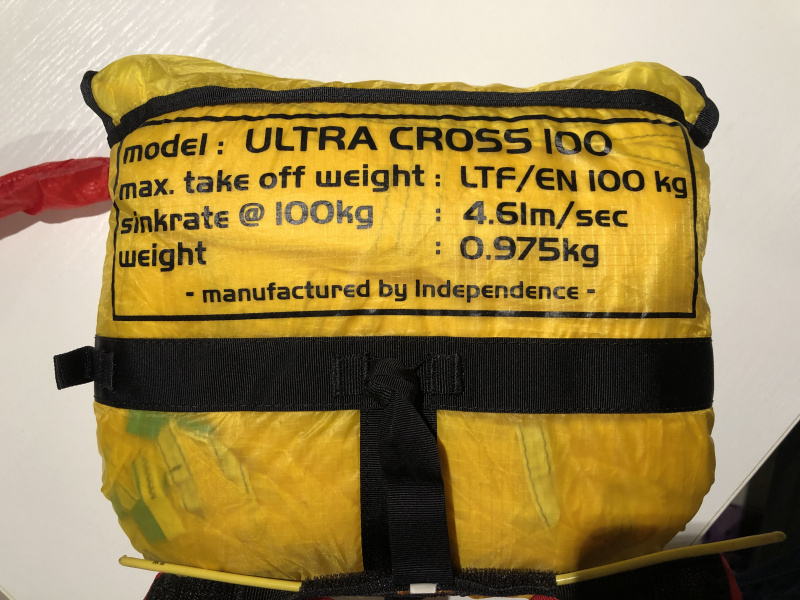 model : ULTRA CROSS 100
max. take off weight : LTF/EN 100 kg
sinkrate @ 100kg : 4.61m/sec
weight : 0.975kg
- manufactured by Independence -